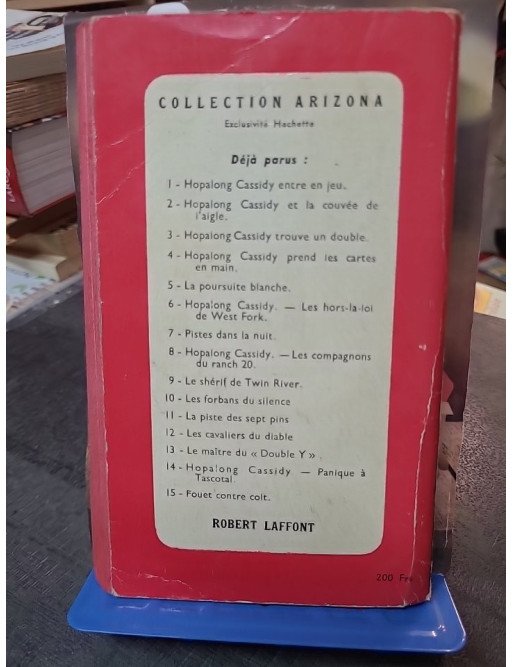 COLLECTION ARIZONA
Exclusivité Hachette
Déjà parus :
1 - Hopalong Cassidy entre en jeu.
2 - Hopalong Cassidy et la couvée de
l'aigle.
3 - Hopalong Cassidy trouve un double.
4 - Hopalong Cassidy prend les cartes
en main.
5 - La poursuite blanche.
6 - Hopalong Cassidy. — Les hors-la-loi
de West Fork.
7 - Pistes dans la nuit.
8 - Hopalong Cassidy. — Les compagnons
du ranch 20.
9 - Le shérif de Twin River.
10 - Les forbans du silence
11 - La piste des sept pins
12 - Les cavaliers du diable
13 - Le maître du « Double Y » .
14 - Hopalong Cassidy — Panique à
Tascotal.
15 - Fouet contre colt.
ROBERT LAFFONT
200 Frs